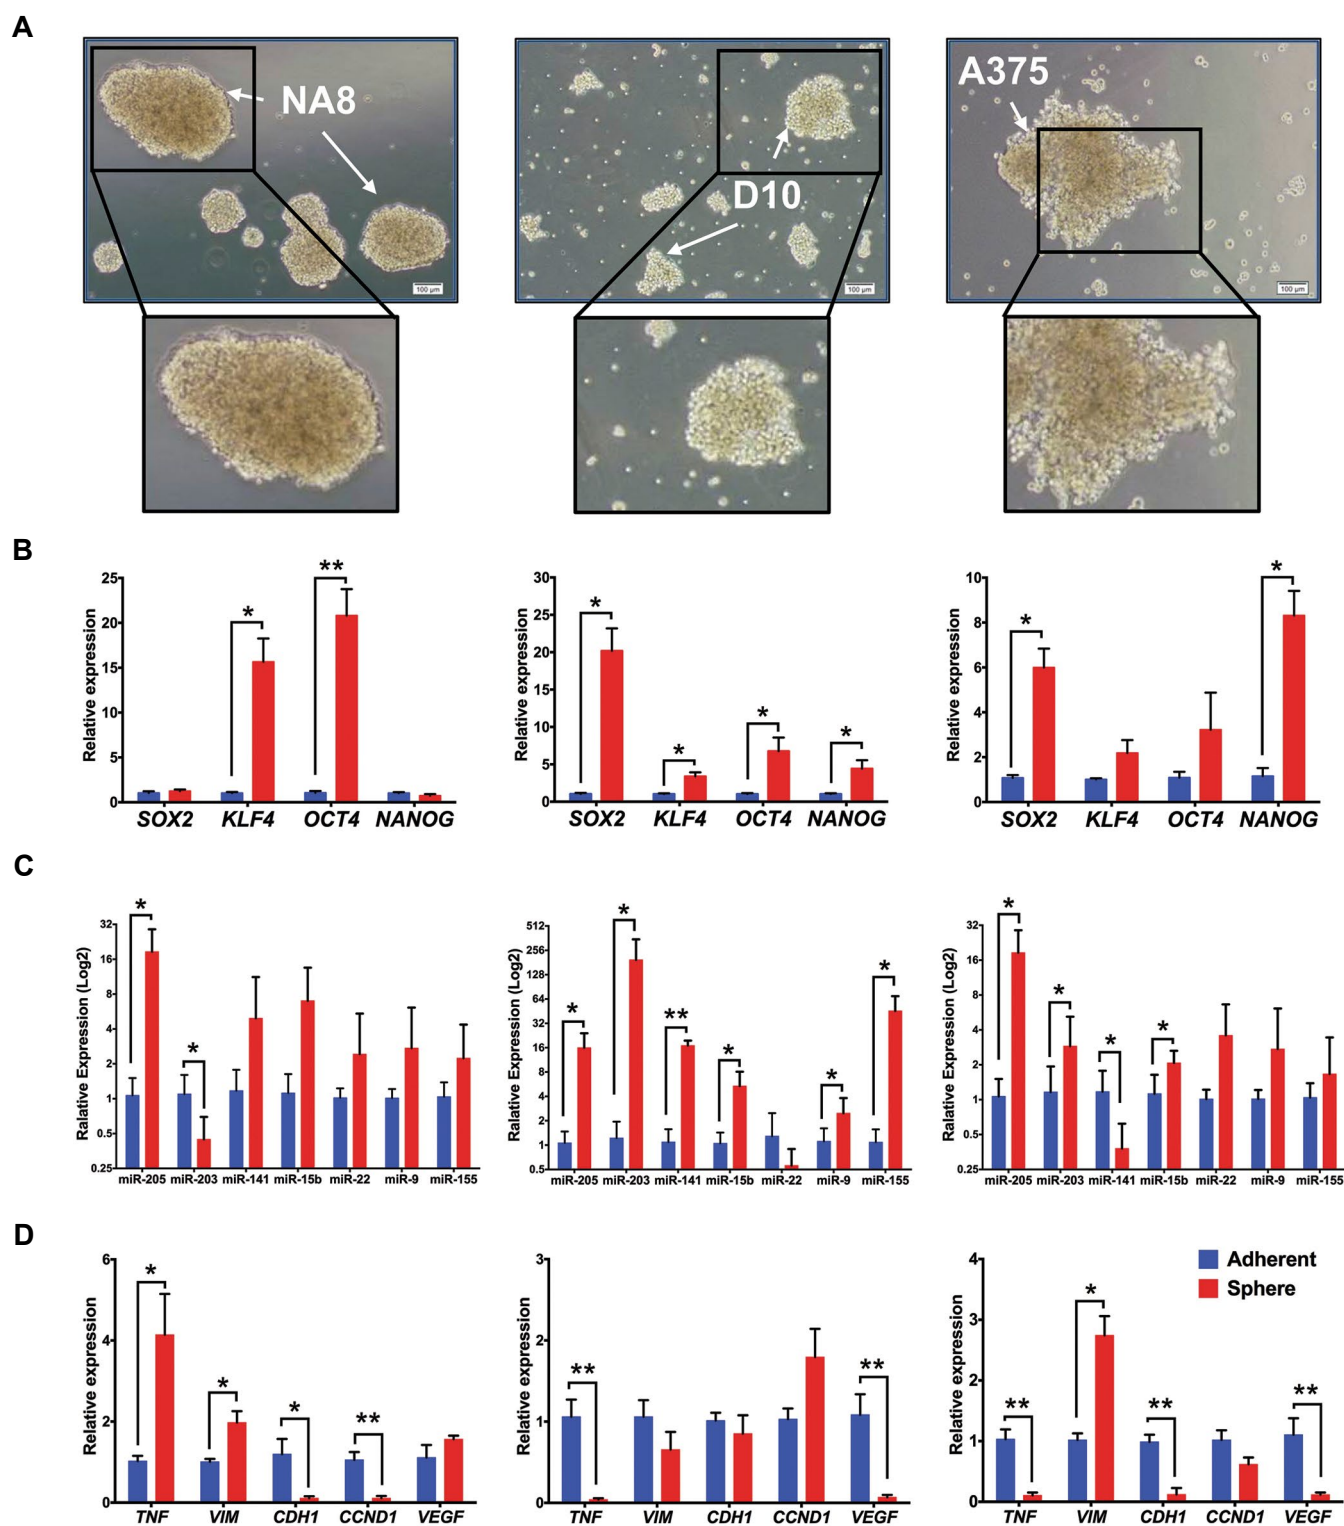 A
NA8
D10
A375
100 µm
100 µm
100 µm
B
Relative expression
25
20
15
10
5
0
*
**
SOX2 KLF4 OCT4 NANOG
Relative expression
30
25
20
15
10
5
0
*
*
*
*
SOX2 KLF4 OCT4 NANOG
Relative expression
10
8
6
4
2
0
*
*
SOX2 KLF4 OCT4 NANOG
C
Ralative Expression (Log2)
32
16
8
4
2
1
0.5
0.25
*
*
miR-205 miR-203 miR-141 miR-15b miR-22 miR-9 miR-155
Ralative Expression (Log2)
512
256
128
64
32
16
8
4
2
1
0.5
*
*
**
*
*
*
miR-205 miR-203 miR-141 miR-15b miR-22 miR-9 miR-155
Ralative Expression (Log2)
32
16
8
4
2
1
0.5
0.25
*
*
*
*
miR-205 miR-203 miR-141 miR-15b miR-22 miR-9 miR-155
D
Relative expression
6
4
2
0
*
*
*
**
TNF VIM CDH1 CCND1 VEGF
Relative expression
3
2
1
0
**
**
TNF VIM CDH1 CCND1 VEGF
Relative expression
4
3
2
1
0
**
*
**
**
TNF VIM CDH1 CCND1 VEGF
Adherent
Sphere